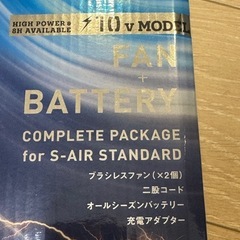 HIGH POWER &
8H AVAILABLE
10V MODEL
FAN
+
BATTERY
COMPLETE PACKAGE
for S-AIR STANDARD
ブラシレスファン(×2個)
二股コード
オールシーズンバッテリー
充電アダプター